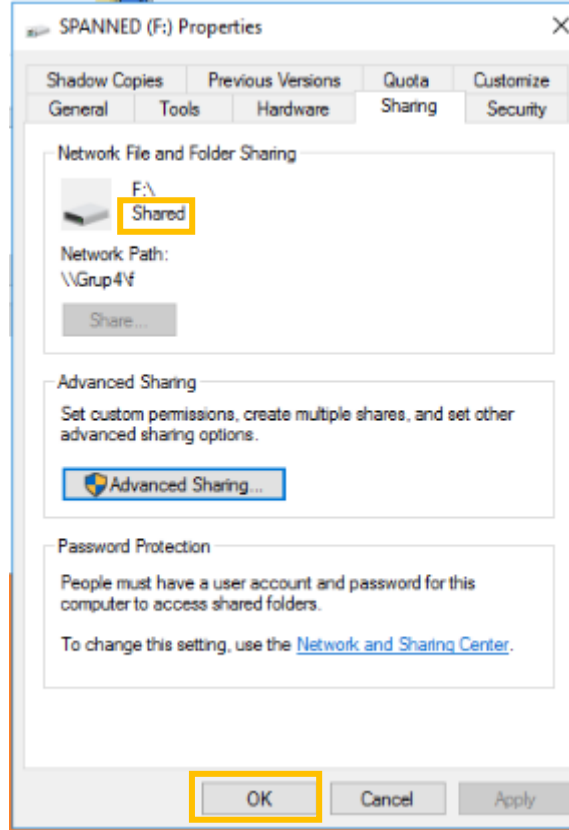 SPANNED (F:) Properties
Shadow Copies Previous Versions Quota Customize
General Tools Hardware Sharing Security
Network File and Folder Sharing
F:\
Shared
Network Path:
\\Grup4\f
Share...
Advanced Sharing
Set custom permissions, create multiple shares, and set other
advanced sharing options.
Advanced Sharing...
Password Protection
People must have a user account and password for this
computer to access shared folders.
To change this setting, use the Network and Sharing Center.
OK Cancel Apply